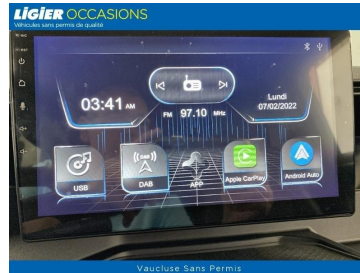 LIGIER OCCASIONS
Véhicules sans permis de qualité
03:41 AM
FM 97.10 MHz
Lundi
07/02/2022
USB
DAB
DAB
APP
Apple CarPlay
Android Auto
Vaucluse Sans Permis